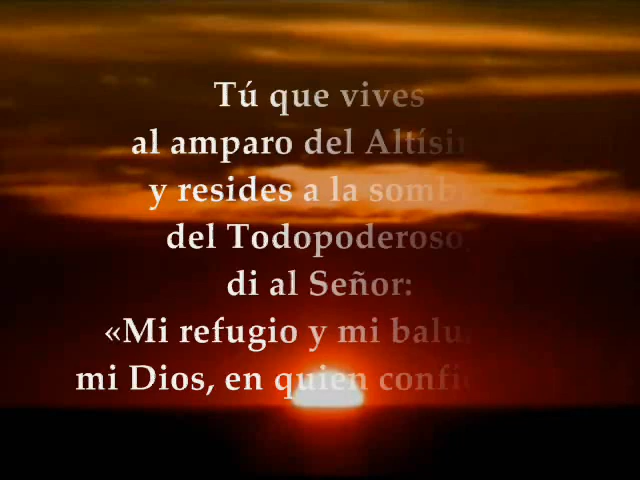 Tú que vives
al amparo del
y resides a la
del Todopoderoso,
di al Señor:
«Mi refugio y mi
mi Dios, en quien